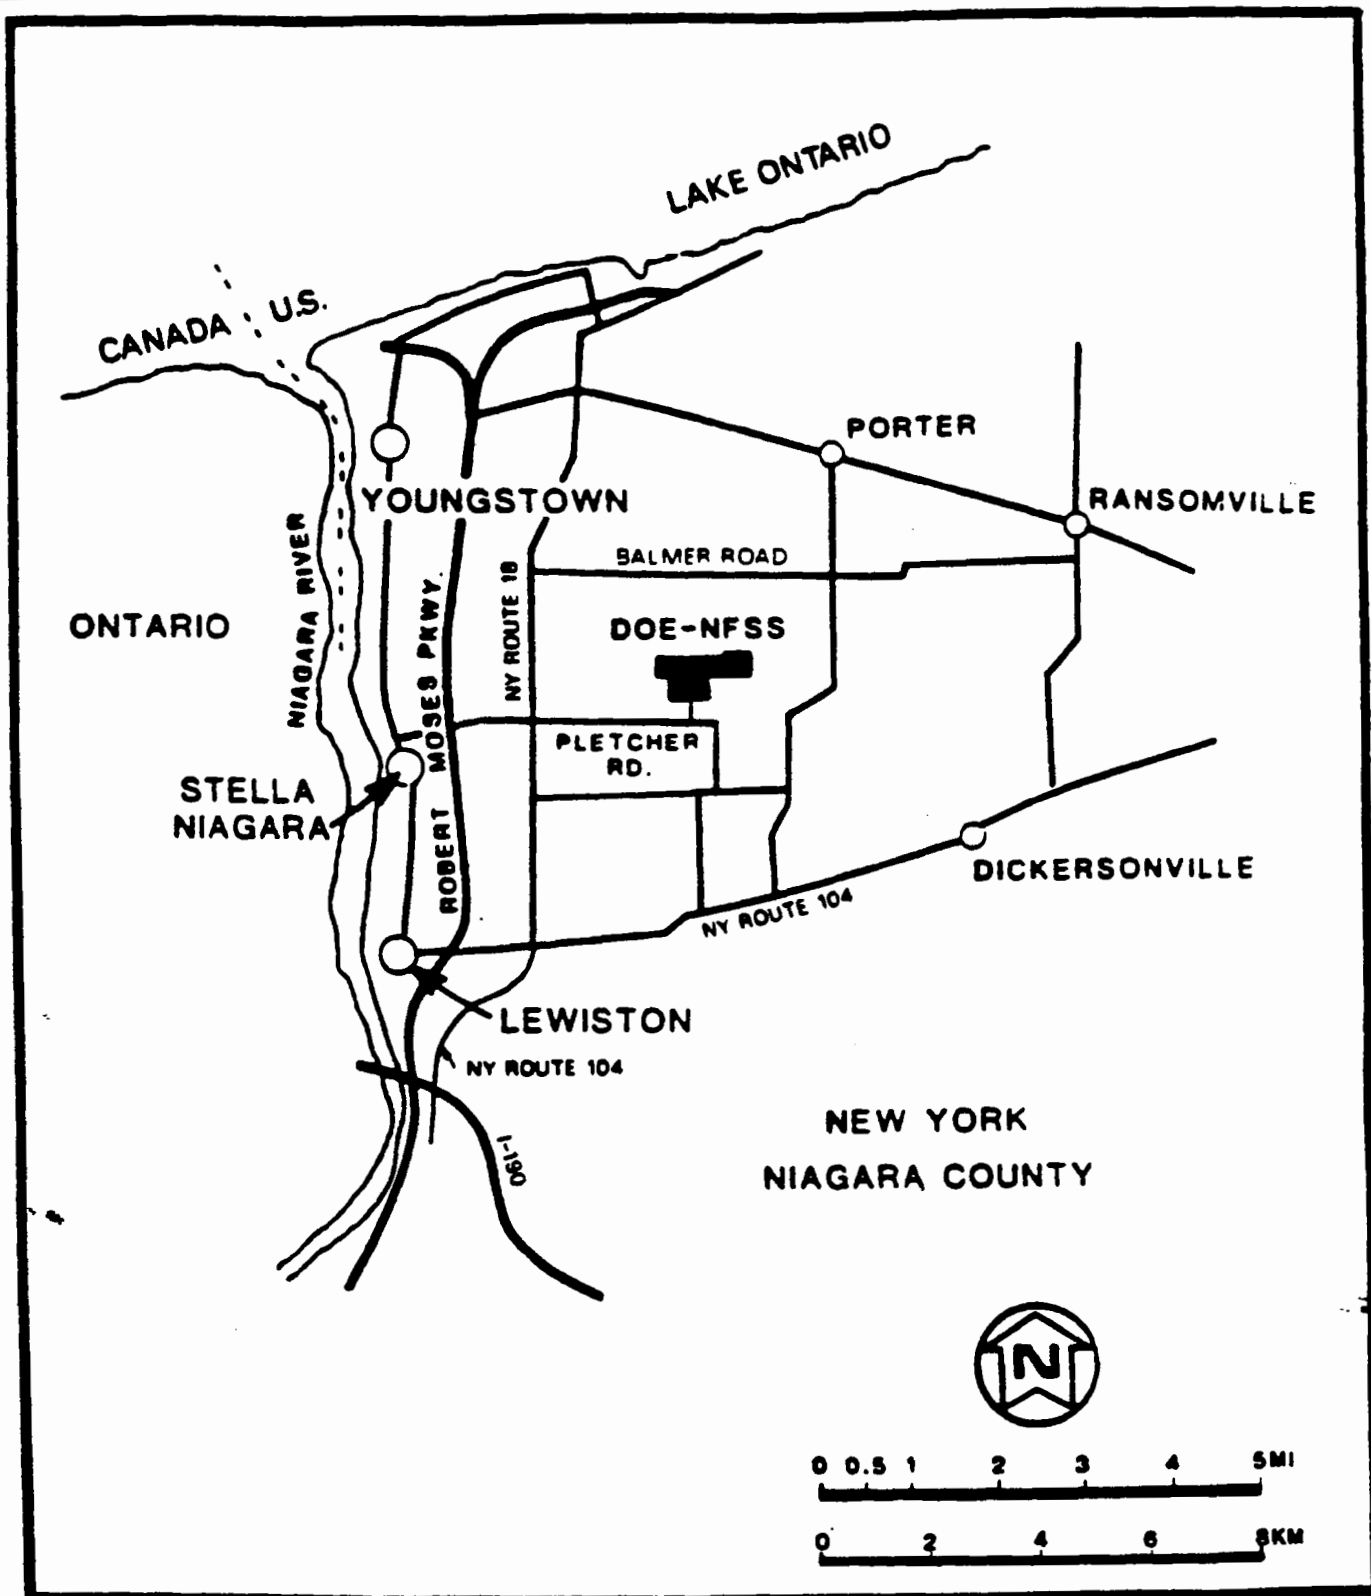 LAKE ONTARIO
CANADA
U.S.
PORTER
RANSOMVILLE
YOUNGSTOWN
BALMER ROAD
NIAGARA RIVER
NY ROUTE 18
ONTARIO
DOE-NFSS
ROBERT MOSES PKWY.
PLETCHER
RD.
STELLA
NIAGARA
DICKERSONVILLE
NY ROUTE 104
LEWISTON
NY ROUTE 104
NEW YORK
I-190
NIAGARA COUNTY
N
0 0.5 1 2 3 4 5MI
0 2 4 6 8KM